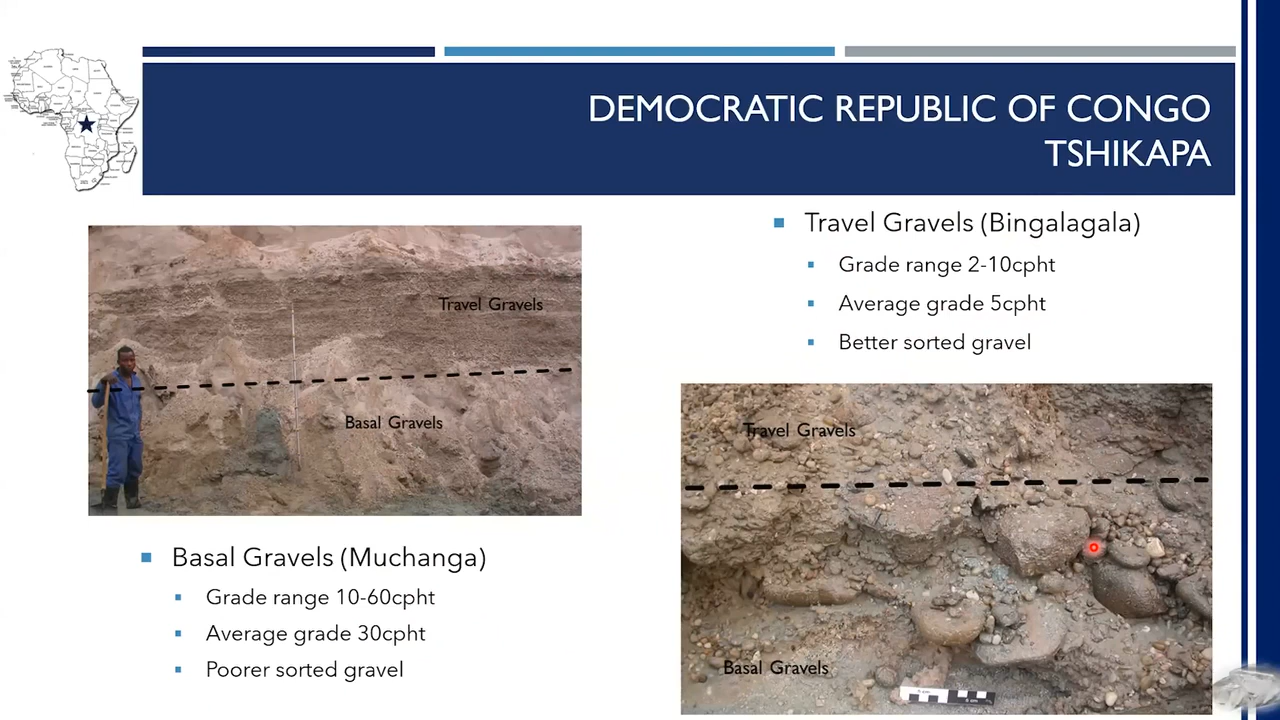 DEMOCRATIC REPUBLIC OF CONGO
TSHIKAPA
Travel Gravels
Basal Gravels
▪ Basal Gravels (Muchanga)
▪ Grade range 10-60cpht
▪ Average grade 30cpht
▪ Poorer sorted gravel
▪ Travel Gravels (Bingalagala)
▪ Grade range 2-10cpht
▪ Average grade 5cpht
▪ Better sorted gravel
Travel Gravels
Basal Gravels